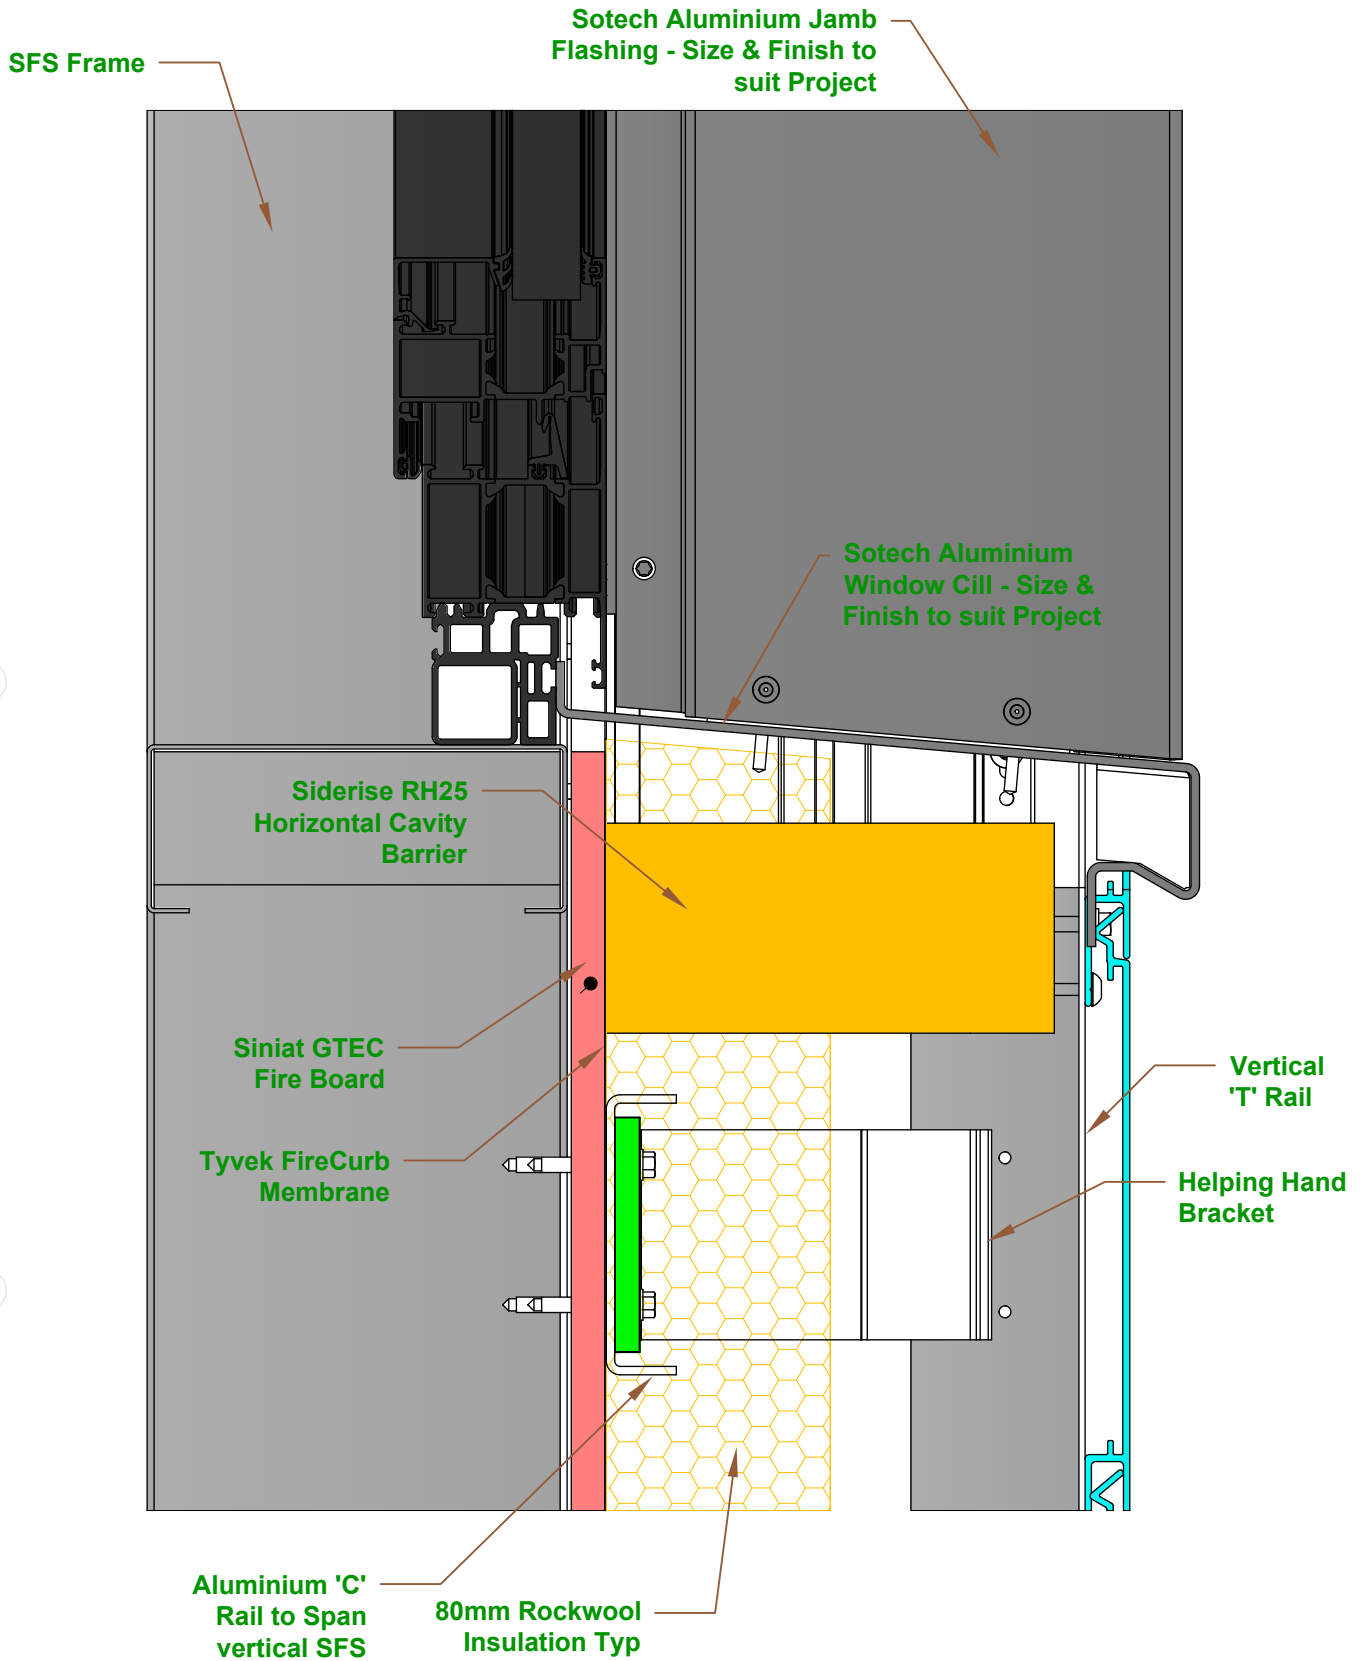 Sotech Aluminium Jamb
Flashing - Size & Finish to
suit Project
SFS Frame
Sotech Aluminium
Window Cill - Size &
Finish to suit Project
Siderise RH25
Horizontal Cavity
Barrier
Siniat GTEC
Fire Board
Vertical
'T' Rail
Tyvek FireCurb
Membrane
Helping Hand
Bracket
Aluminium 'C'
Rail to Span
vertical SFS
80mm Rockwool
Insulation Typ